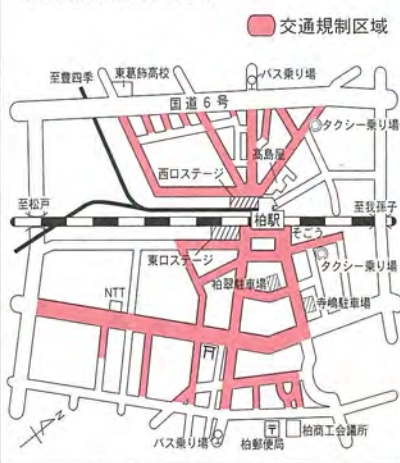 交通規制区域
至豊四季
東葛飾高校
バス乗り場
国道6号
タクシー乗り場
髙島屋
西口ステージ
至松戸
柏駅
至我孫子
そごう
東口ステージ
タクシー乗り場
柏翠駐車場
NTT
寺嶋駐車場
バス乗り場
柏郵便局
柏商工会議所
N